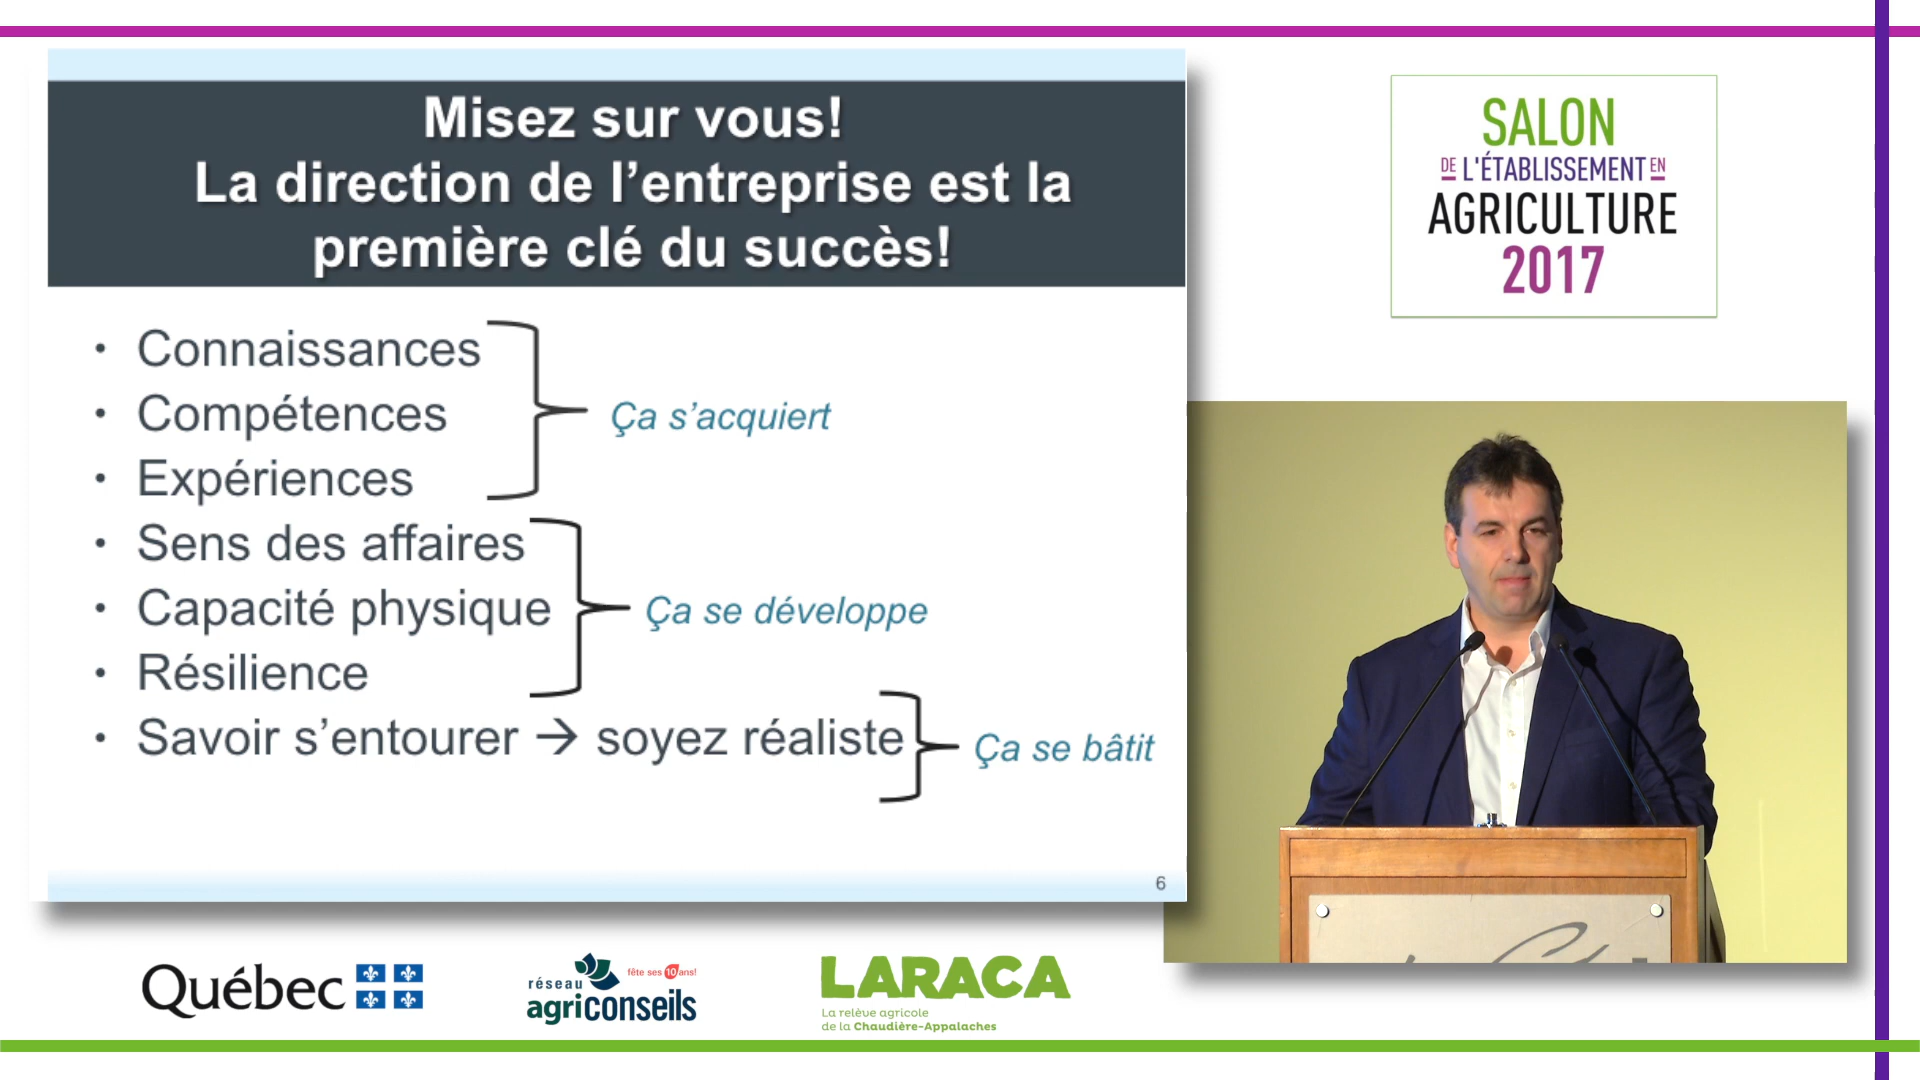 Misez sur vous!
La direction de l’entreprise est la
première clé du succès!
• Connaissances
• Compétences
• Expériences
Ça s’acquiert
• Sens des affaires
• Capacité physique
• Résilience
Ça se développe
• Savoir s’entourer → soyez réaliste
Ça se bâtit
6
SALON
DE L'ÉTABLISSEMENT EN
AGRICULTURE
2017
Québec
réseau
agriconseils
fête ses 10 ans!
LARACA
La relève agricole
de la Chaudière-Appalaches